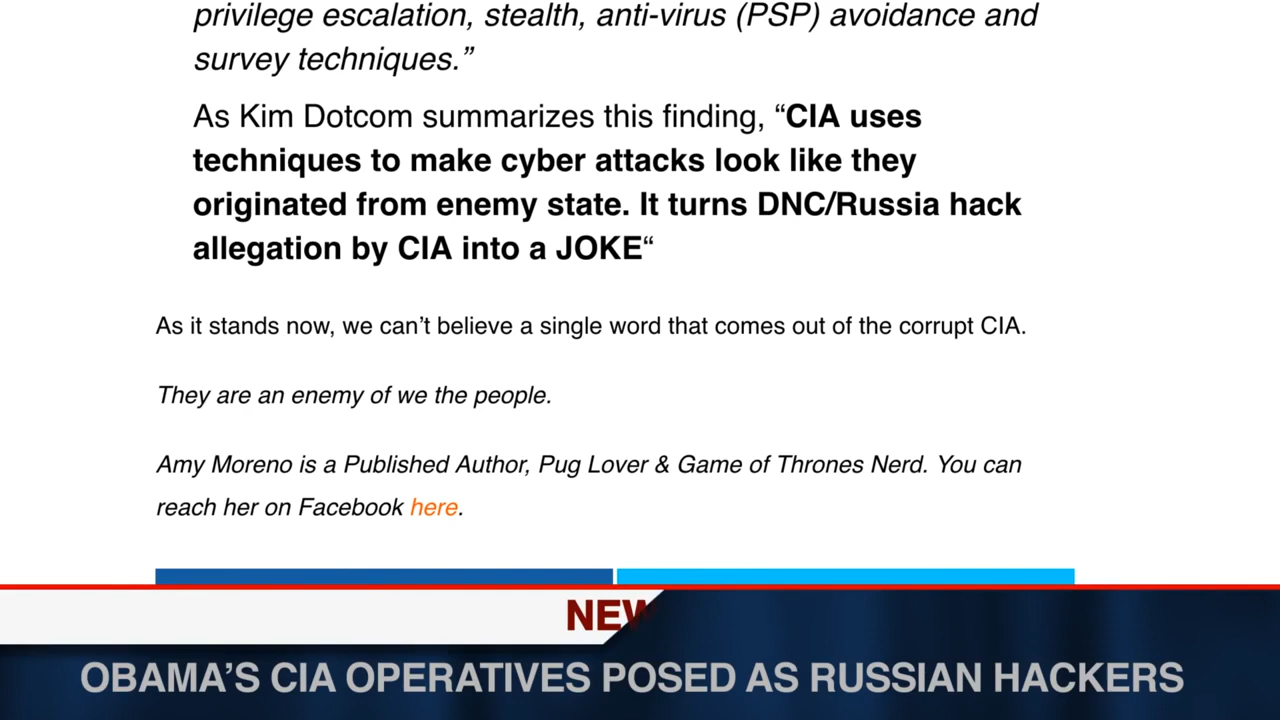 privilege escalation, stealth, anti-virus (PSP) avoidance and
survey techniques.”
As Kim Dotcom summarizes this finding, “CIA uses
techniques to make cyber attacks look like they
originated from enemy state. It turns DNC/Russia hack
allegation by CIA into a JOKE“
As it stands now, we can’t believe a single word that comes out of the corrupt CIA.
They are an enemy of we the people.
Amy Moreno is a Published Author, Pug Lover & Game of Thrones Nerd. You can
reach her on Facebook here.
NEW
OBAMA’S CIA OPERATIVES POSED AS RUSSIAN HACKERS